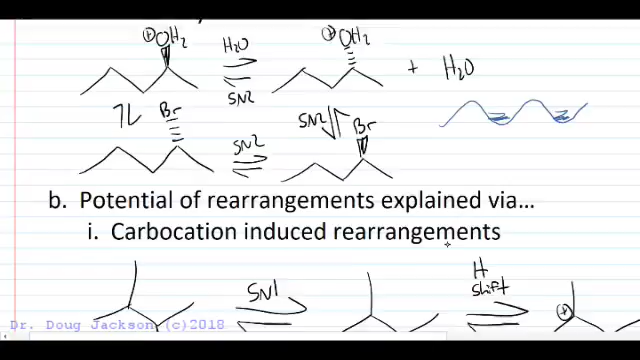 ⊕OH2 H2O ⊕OH2
+ H2O
SN2
Br SN2 Br
SN2
b. Potential of rearrangements explained via...
i. Carbocation induced rearrangements
SN1 H
shift
⊕
Dr. Doug Jackson (c)2018